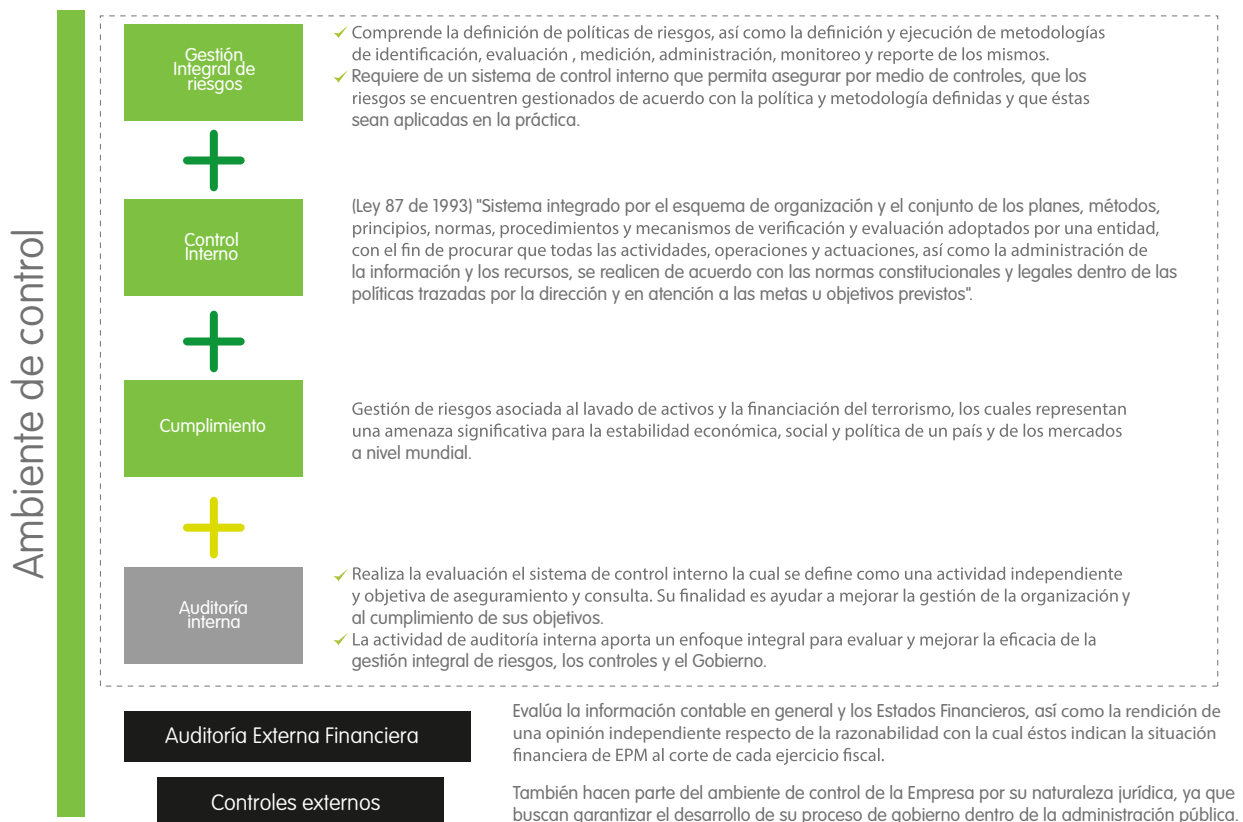 Ambiente de control
Gestión
Integral de
riesgos
Comprende la definición de políticas de riesgos, así como la definición y ejecución de metodologías
de identificación, evaluación , medición, administración, monitoreo y reporte de los mismos.
Requiere de un sistema de control interno que permita asegurar por medio de controles, que los
riesgos se encuentren gestionados de acuerdo con la política y metodología definidas y que éstas
sean aplicadas en la práctica.
Control
Interno
(Ley 87 de 1993) "Sistema integrado por el esquema de organización y el conjunto de los planes, métodos,
principios, normas, procedimientos y mecanismos de verificación y evaluación adoptados por una entidad,
con el fin de procurar que todas las actividades, operaciones y actuaciones, así como la administración de
la información y los recursos, se realicen de acuerdo con las normas constitucionales y legales dentro de las
políticas trazadas por la dirección y en atención a las metas u objetivos previstos".
Cumplimiento
Gestión de riesgos asociada al lavado de activos y la financiación del terrorismo, los cuales representan
una amenaza significativa para la estabilidad económica, social y política de un país y de los mercados
a nivel mundial.
Auditoría
interna
Realiza la evaluación el sistema de control interno la cual se define como una actividad independiente
y objetiva de aseguramiento y consulta. Su finalidad es ayudar a mejorar la gestión de la organización y
al cumplimiento de sus objetivos.
La actividad de auditoría interna aporta un enfoque integral para evaluar y mejorar la eficacia de la
gestión integral de riesgos, los controles y el Gobierno.
Auditoría Externa Financiera
Evalúa la información contable en general y los Estados Financieros, así como la rendición de
una opinión independiente respecto de la razonabilidad con la cual éstos indican la situación
financiera de EPM al corte de cada ejercicio fiscal.
Controles externos
También hacen parte del ambiente de control de la Empresa por su naturaleza jurídica, ya que
buscan garantizar el desarrollo de su proceso de gobierno dentro de la administración pública.